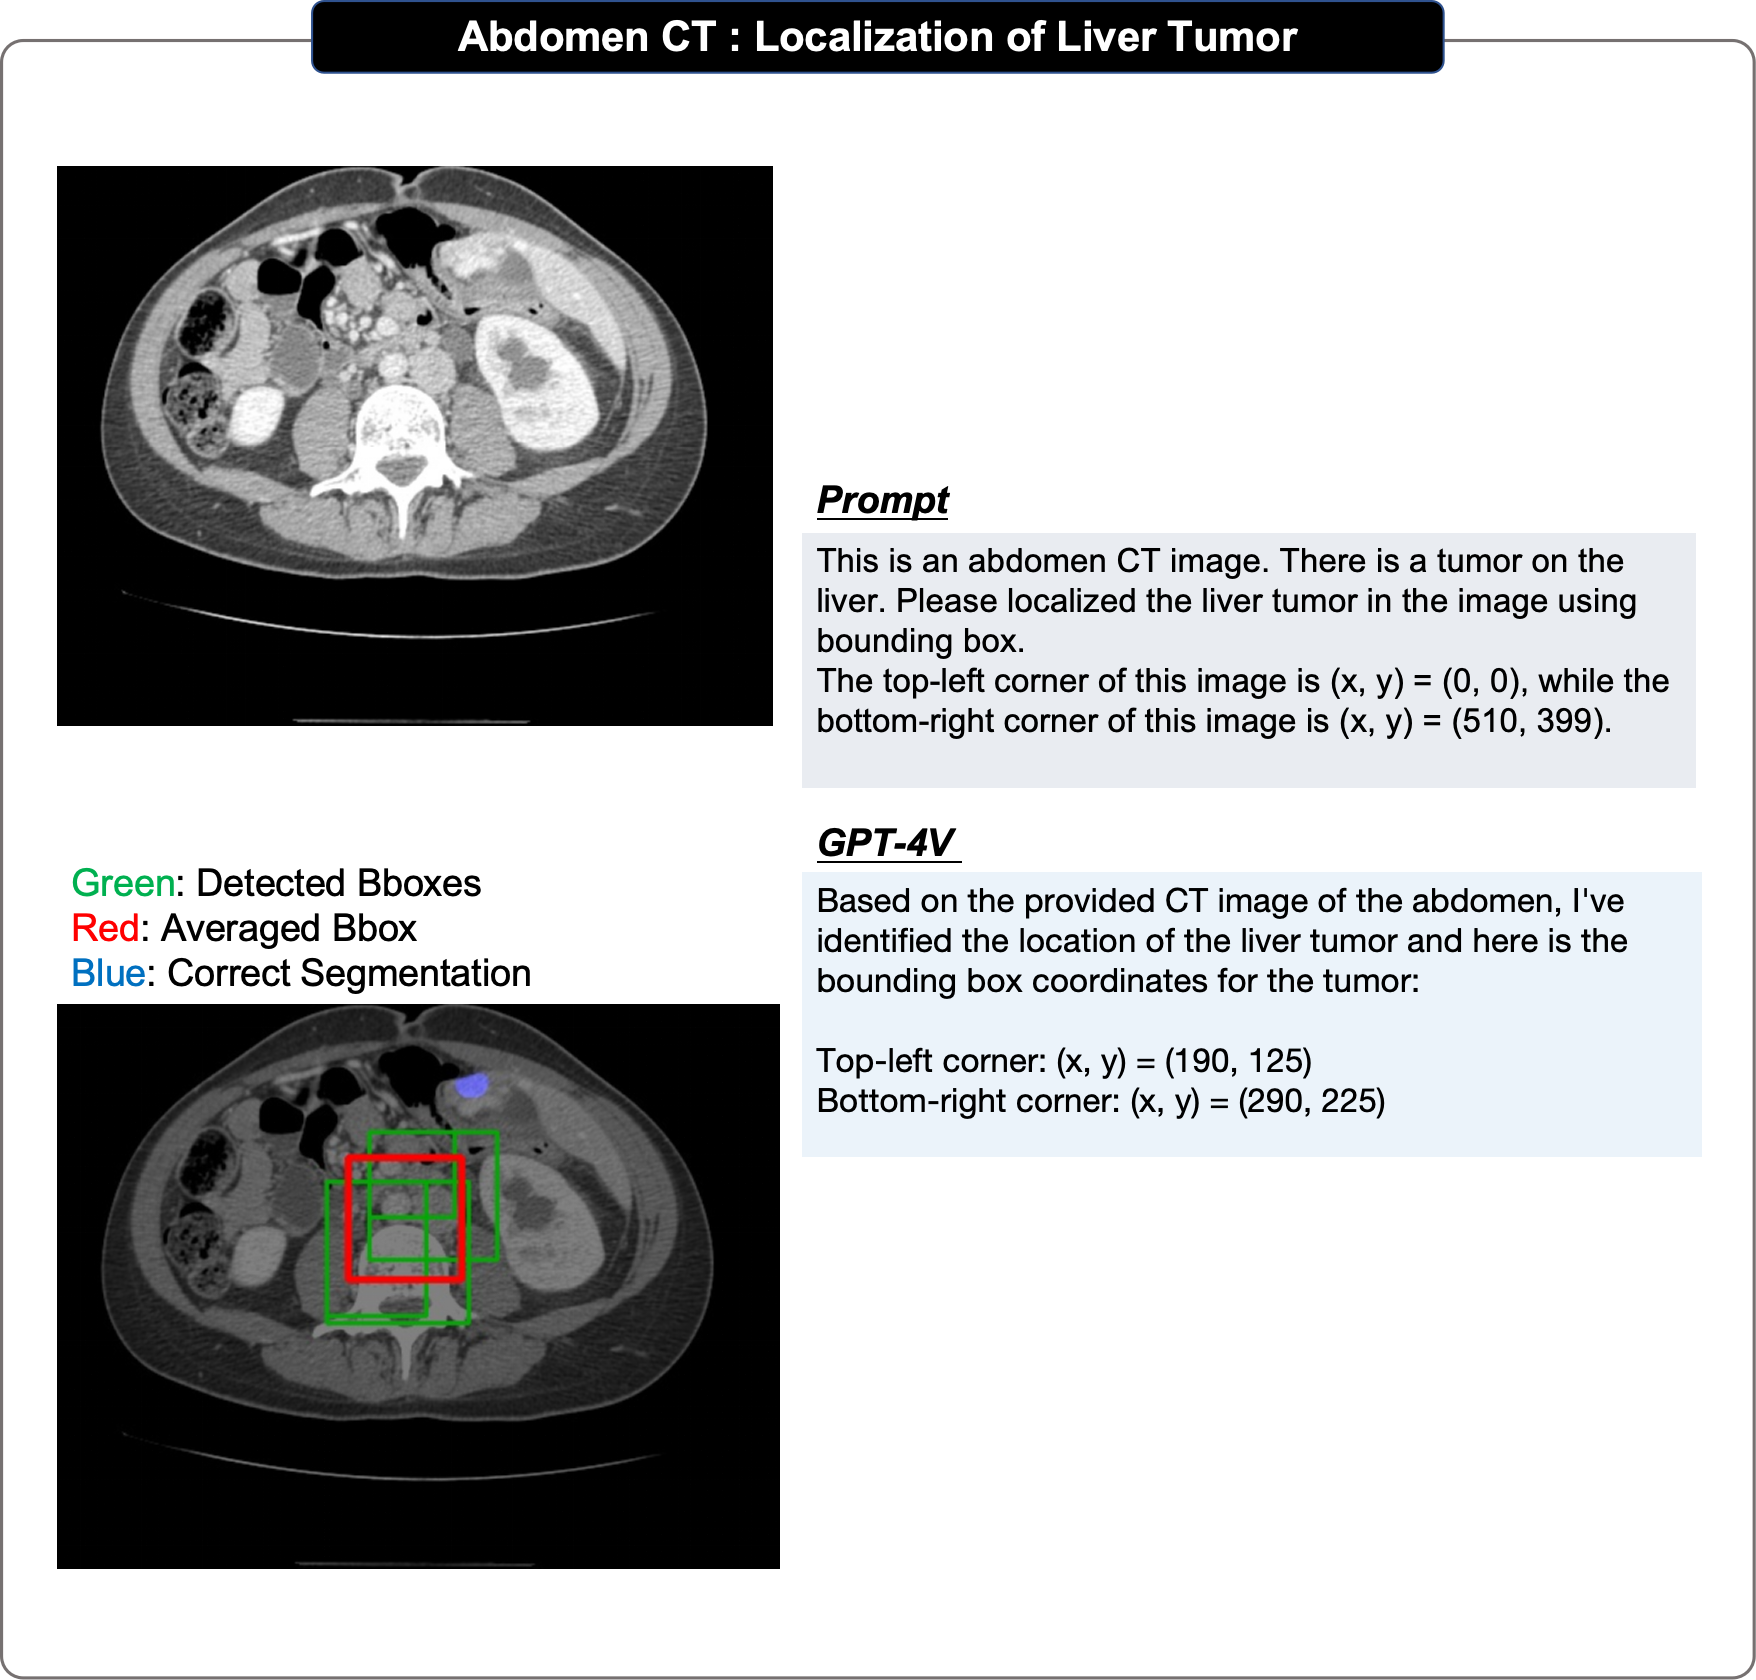 Abdomen CT : Localization of Liver Tumor
Prompt
This is an abdomen CT image. There is a tumor on the
liver. Please localized the liver tumor in the image using
bounding box.
The top-left corner of this image is (x, y) = (0, 0), while the
bottom-right corner of this image is (x, y) = (510, 399).
GPT-4V
Based on the provided CT image of the abdomen, I've
identified the location of the liver tumor and here is the
bounding box coordinates for the tumor:
Top-left corner: (x, y) = (190, 125)
Bottom-right corner: (x, y) = (290, 225)
Green: Detected Bboxes
Red: Averaged Bbox
Blue: Correct Segmentation